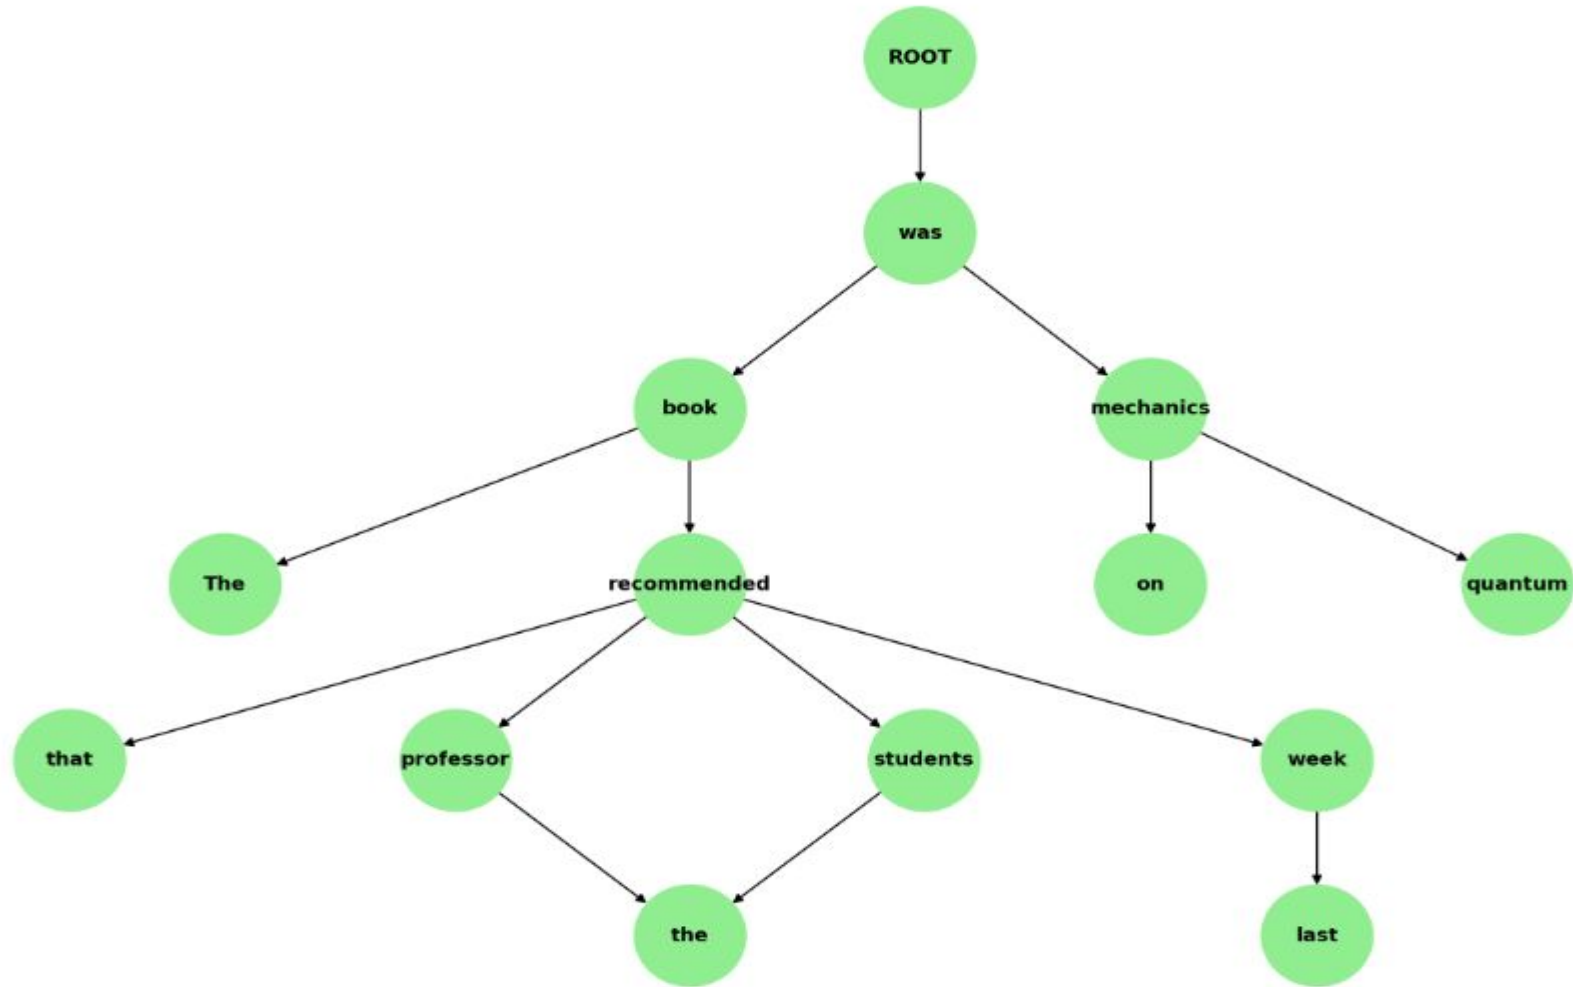 ROOT
was
book
mechanics
The
recommended
on
quantum
that
professor
students
week
the
last